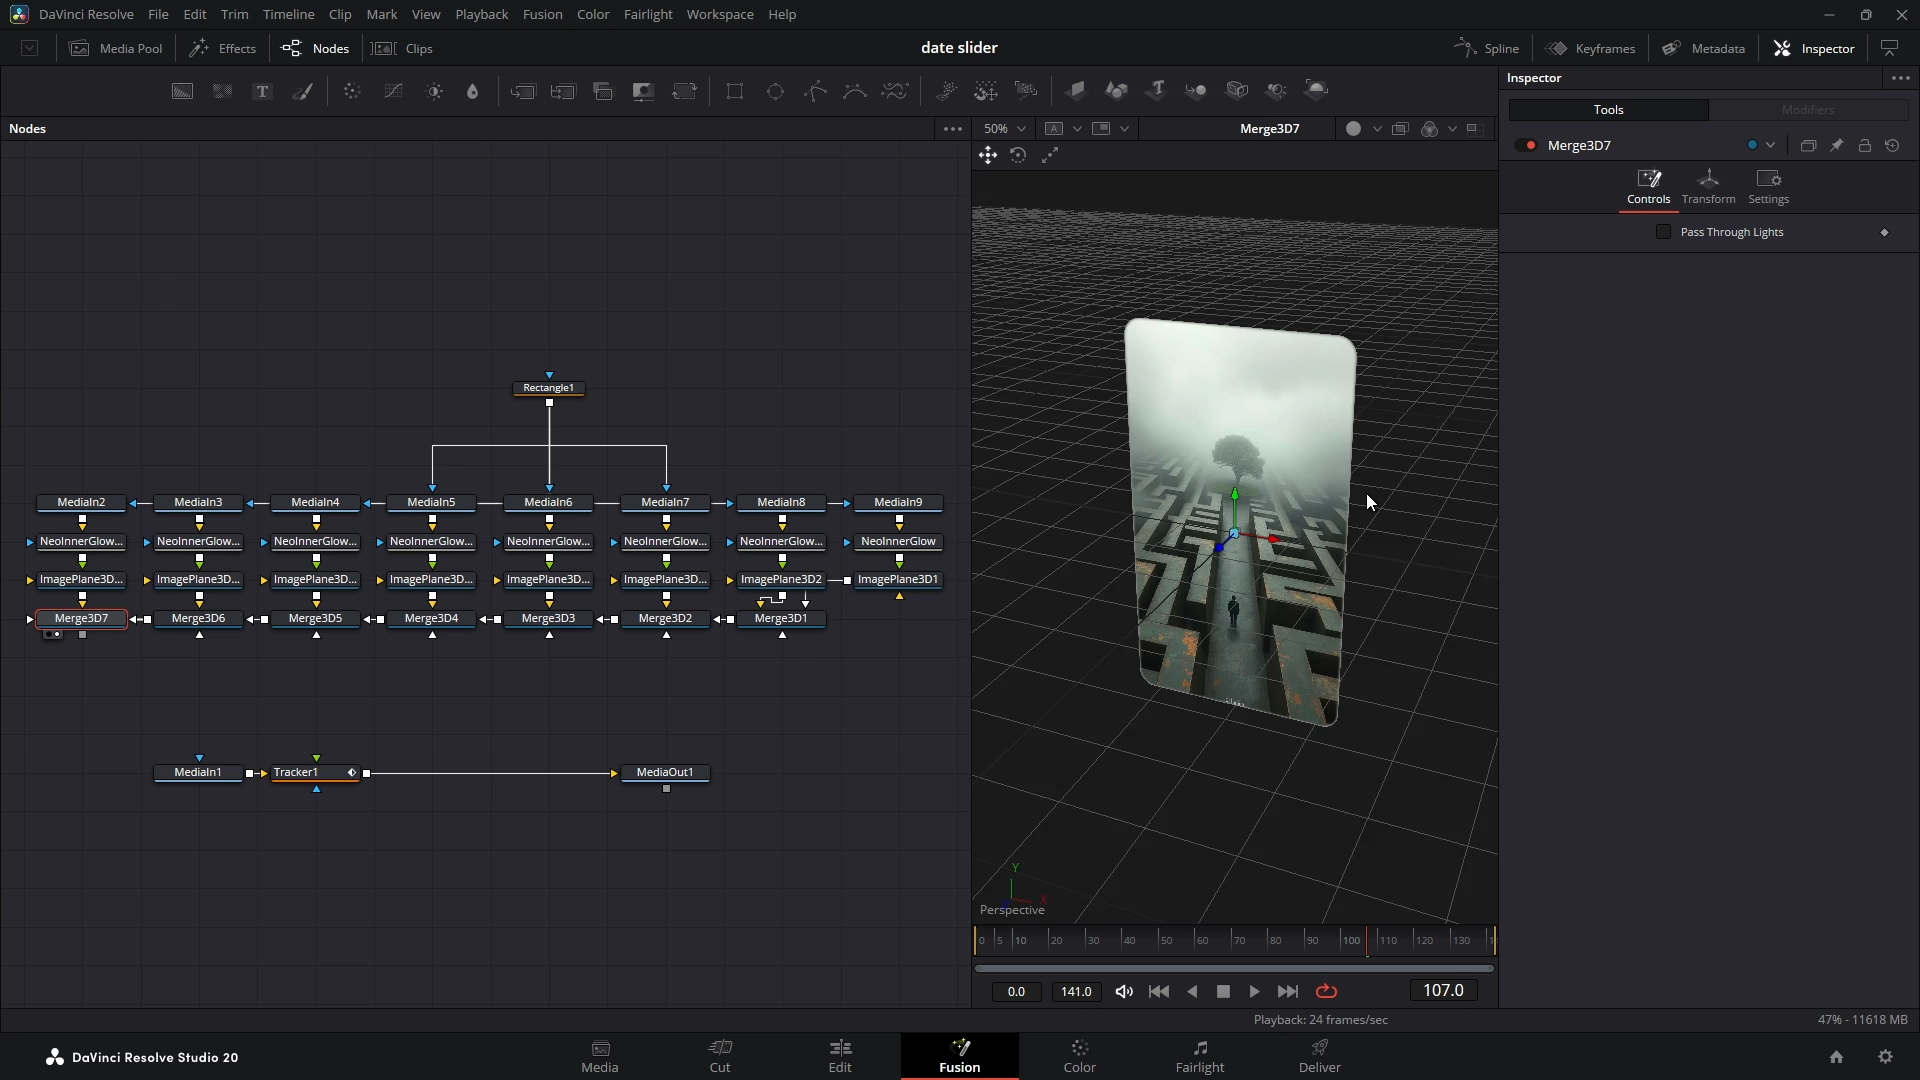 DaVinci Resolve File Edit Trim Timeline Clip Mark View Playback Fusion Color Fairlight Workspace Help
Media Pool Effects Nodes Clips date slider Spline Keyframes Metadata Inspector
T T
Inspector
Tools Modifiers
Nodes 50% A Merge3D7
Merge3D7
Controls Transform Settings
Pass Through Lights
Rectangle1
MediaIn2 MediaIn3 MediaIn4 MediaIn5 MediaIn6 MediaIn7 MediaIn8 MediaIn9
NeoInnerGlow... NeoInnerGlow... NeoInnerGlow... NeoInnerGlow... NeoInnerGlow... NeoInnerGlow... NeoInnerGlow... NeoInnerGlow
ImagePlane3D... ImagePlane3D... ImagePlane3D... ImagePlane3D... ImagePlane3D... ImagePlane3D... ImagePlane3D2 ImagePlane3D1
Merge3D7 Merge3D6 Merge3D5 Merge3D4 Merge3D3 Merge3D2 Merge3D1
MediaIn1 Tracker1 MediaOut1
Y
X
Perspective
0 5 10 20 30 40 50 60 70 80 90 100 110 120 130 1
0.0 141.0 107.0
Playback: 24 frames/sec 47% - 11618 MB
DaVinci Resolve Studio 20 Media Cut Edit Fusion Color Fairlight Deliver